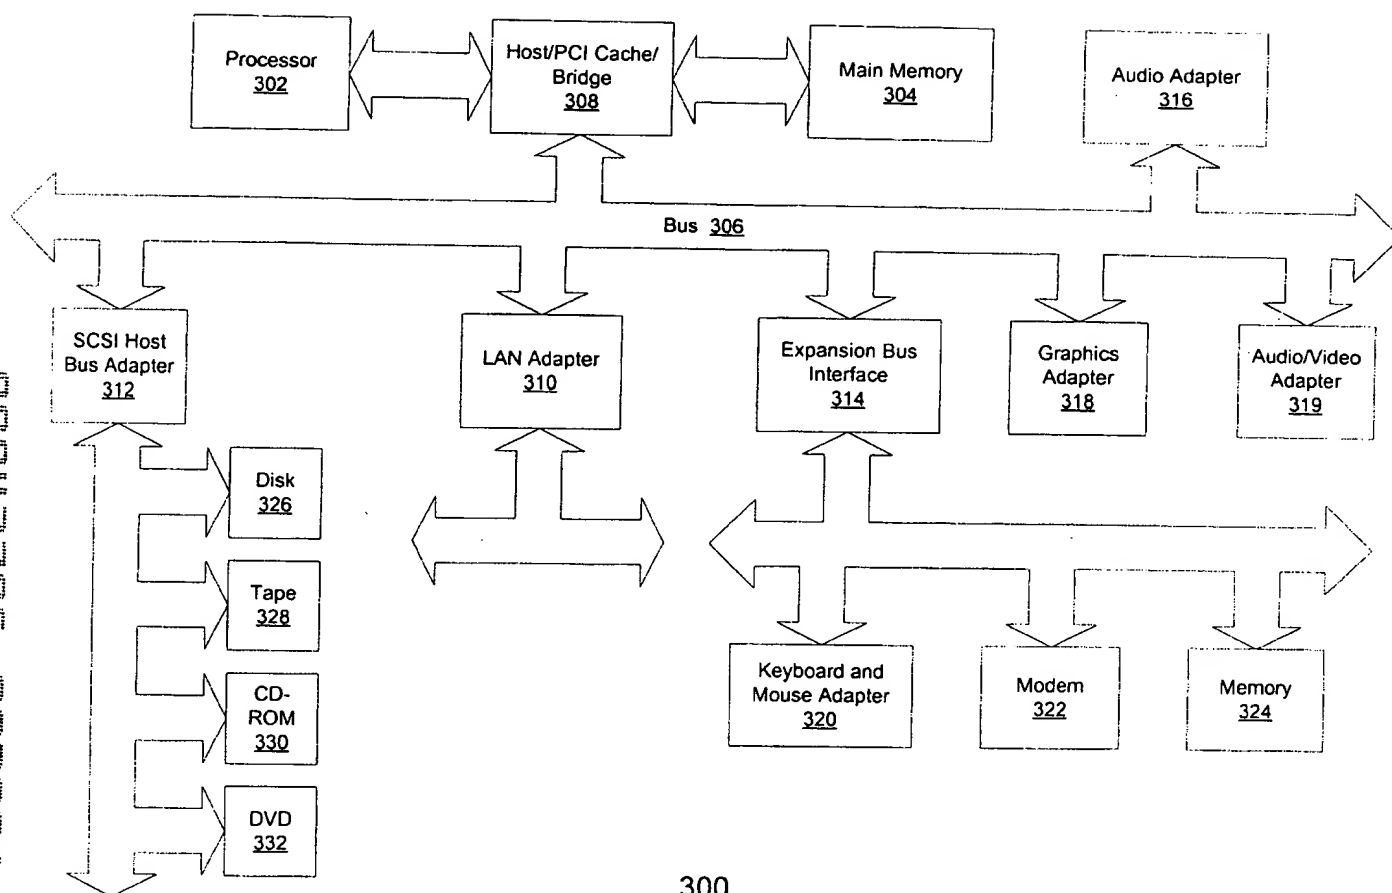 Processor
302
Host/PCI Cache/
Bridge
308
Main Memory
304
Audio Adapter
316
Bus 306
SCSI Host
Bus Adapter
312
LAN Adapter
310
Expansion Bus
Interface
314
Graphics
Adapter
318
Audio/Video
Adapter
319
Disk
326
Tape
328
CD-
ROM
330
DVD
332
Keyboard and
Mouse Adapter
320
Modem
322
Memory
324
300